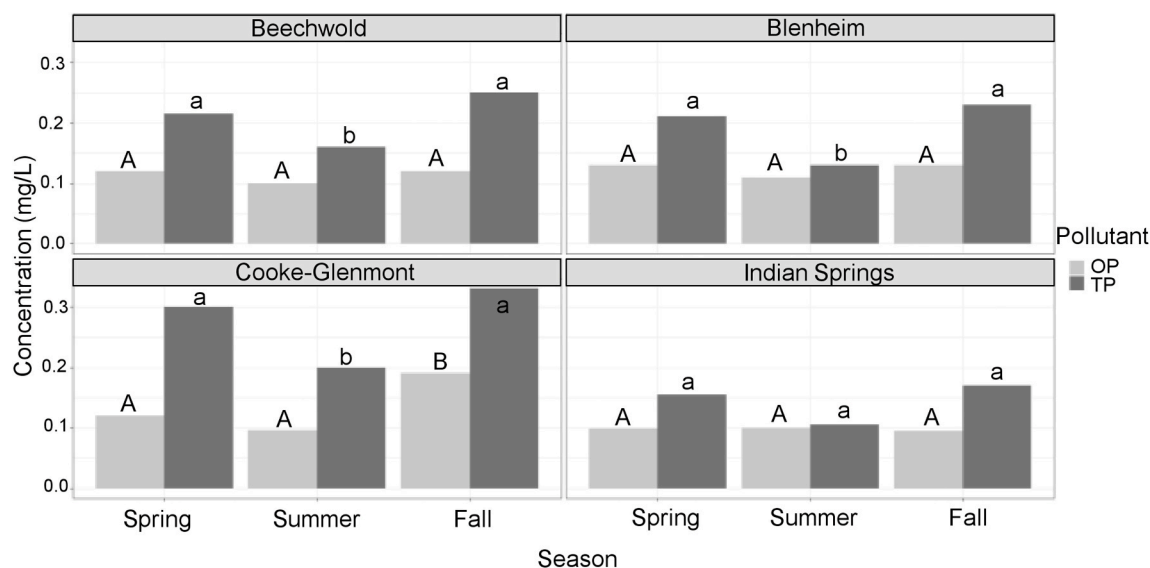 Beechwold
Blenheim
0.3
0.2
0.1
0.0
a
A
b
A
a
A
a
A
b
A
a
A
Concentration (mg/L)
Pollutant
OP
TP
Cooke-Glenmont
Indian Springs
0.3
0.2
0.1
0.0
a
A
b
A
a
B
a
A
a
A
a
A
Spring Summer Fall
Spring Summer Fall
Season